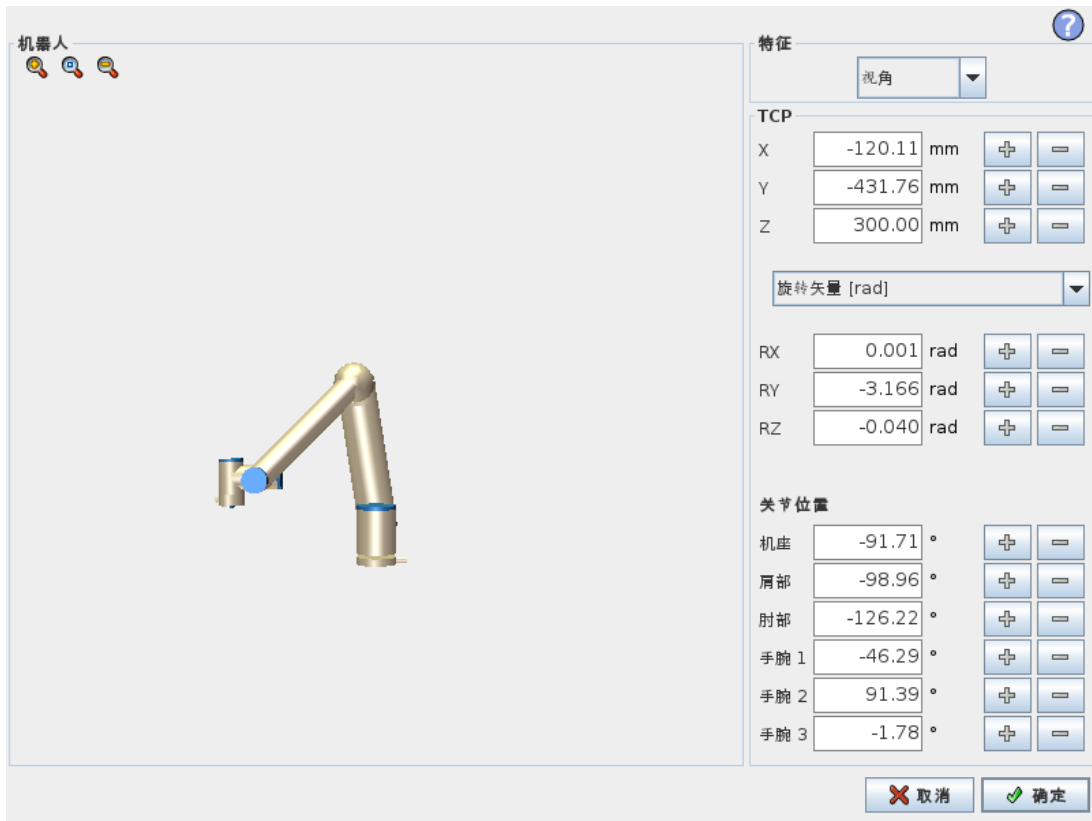 ?
机器人
特征
视角
TCP
X -120.11 mm
Y -431.76 mm
Z 300.00 mm
旋转矢量 [rad]
RX 0.001 rad
RY -3.166 rad
RZ -0.040 rad
关节位置
机座 -91.71 °
肩部 -98.96 °
肘部 -126.22 °
手腕 1 -46.29 °
手腕 2 91.39 °
手腕 3 -1.78 °
取消 确定